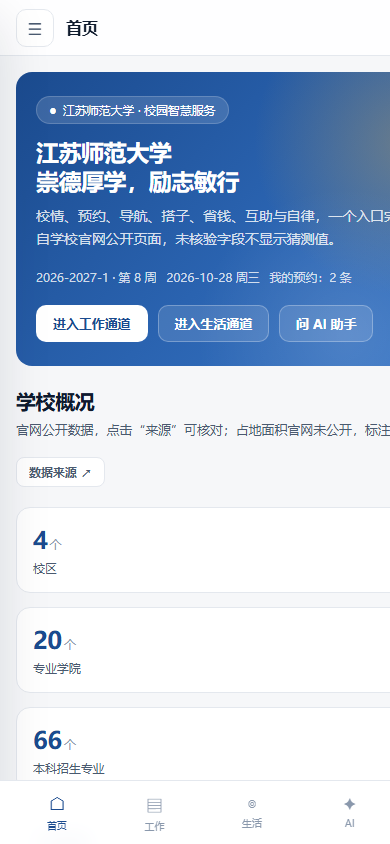 ☰ 首页
江苏师范大学 · 校园智慧服务
江苏师范大学
崇德厚学，励志敏行
校情、预约、导航、搭子、省钱、互助与自律，一个入口
自学校官网公开页面，未核验字段不显示猜测值。
2026-2027-1 · 第 8 周 2026-10-28 周三 我的预约：2 条
进入工作通道 进入生活通道 问 AI 助手
学校概况
官网公开数据，点击“来源”可核对；占地面积官网未公开，标注
数据来源 ↗
4个
校区
20个
专业学院
66个
本科招生专业
首页 工作 生活 AI